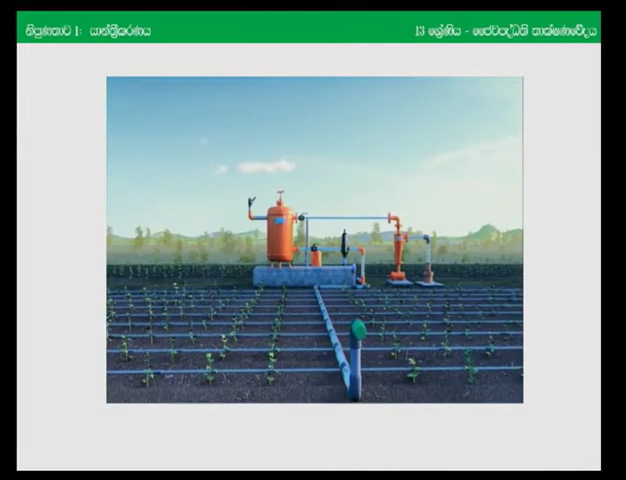 නිපුණතාව 1: යාන්ත්‍රීකරණය
13 ශ්‍රේණිය - ජෛවපද්ධති තාක්ෂණවේදය